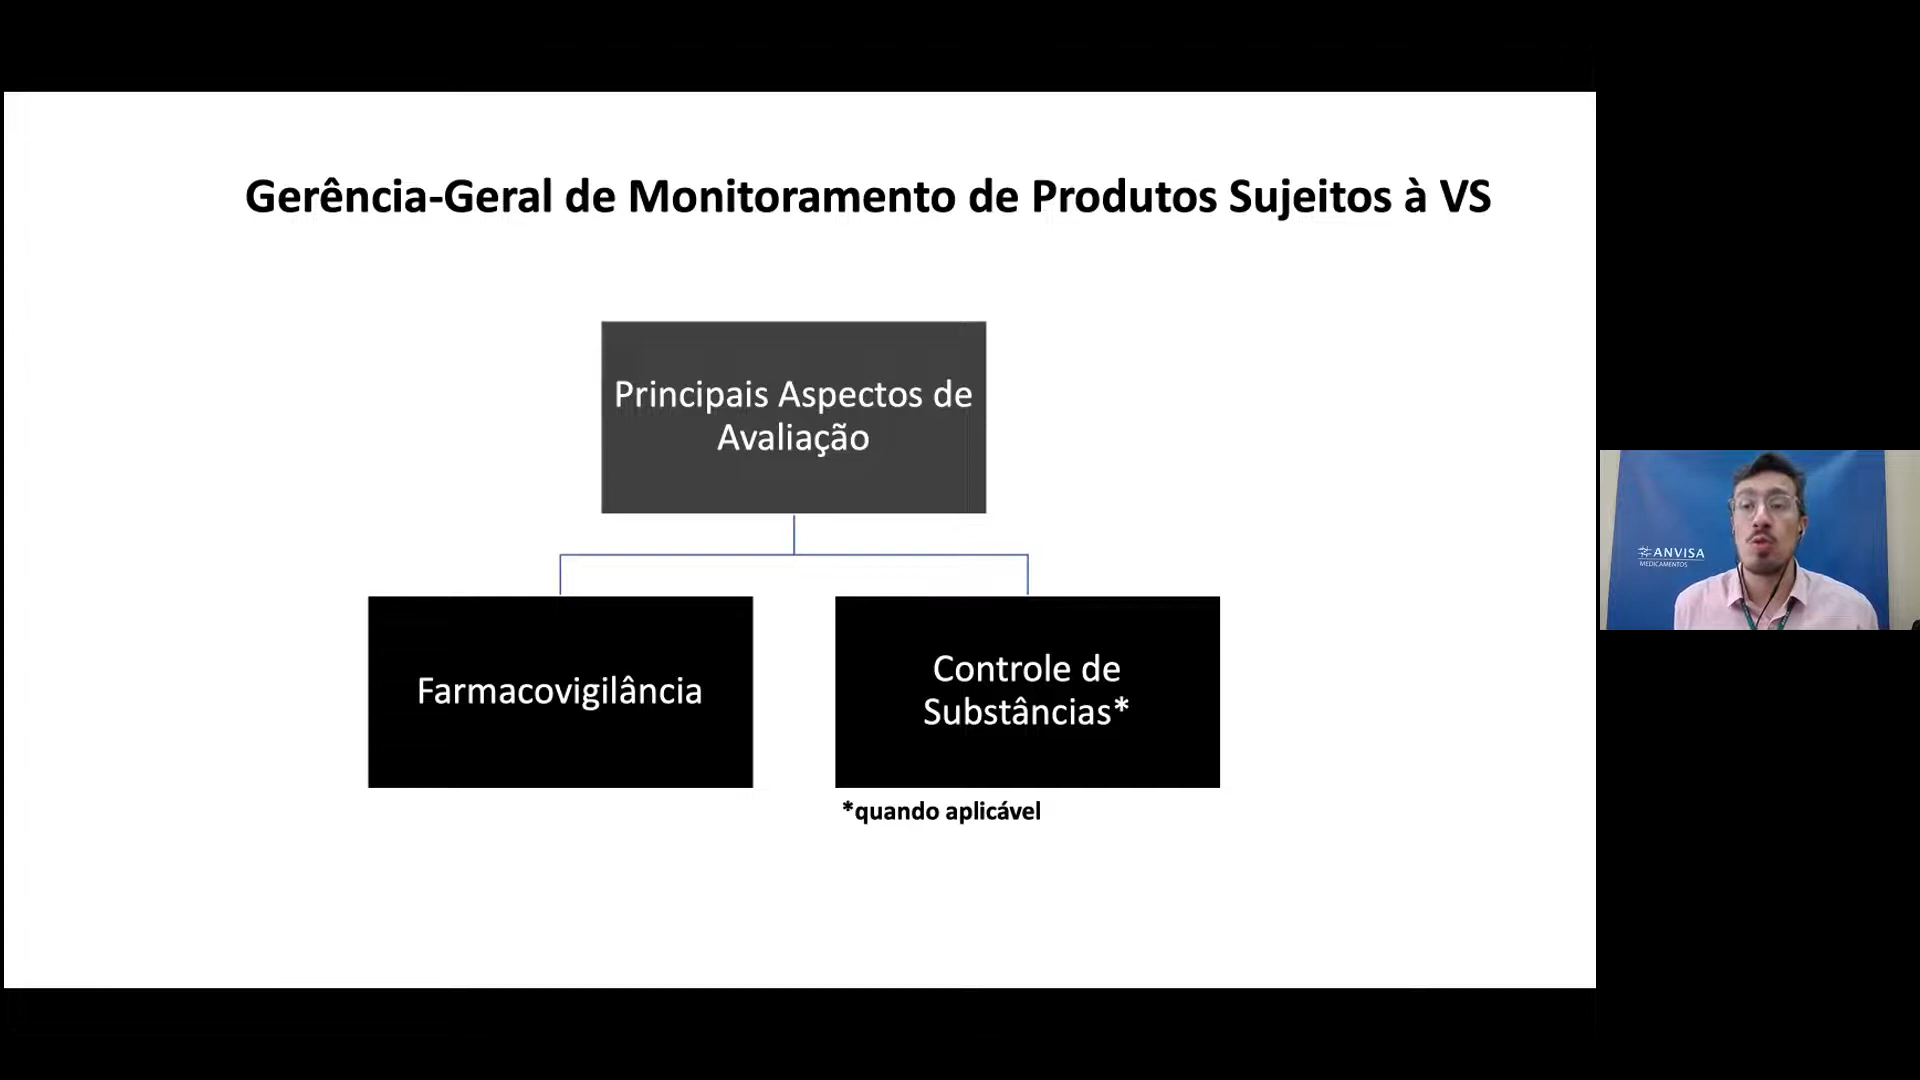 Gerência-Geral de Monitoramento de Produtos Sujeitos à VS
Principais Aspectos de
Avaliação
Farmacovigilância
Controle de
Substâncias*
*quando aplicável
ANVISA
MEDICAMENTOS